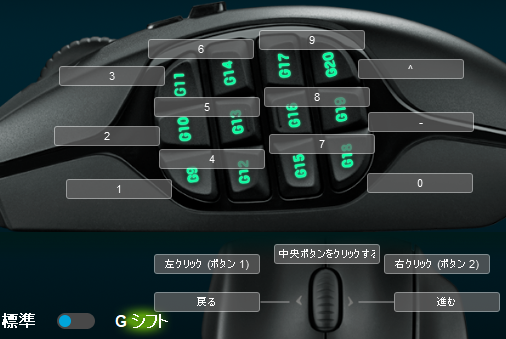 9
6
3
^
G11
G14
G17
G20
5
8
G10
G13
G16
G19
-
2
4
7
G9
G12
G15
G18
1
0
左クリック (ボタン 1)
中央ボタンをクリックする
右クリック (ボタン 2)
戻る
進む
標準
G シフト